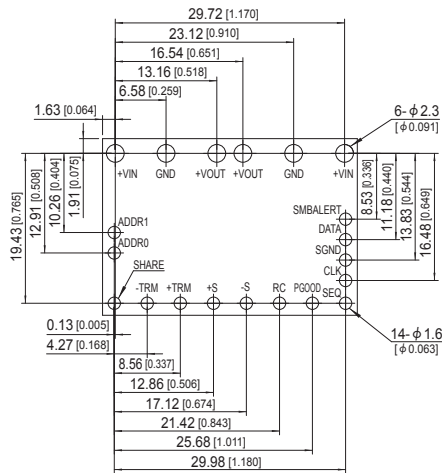 29.72 [1.170]
23.12 [0.910]
16.54 [0.651]
13.16 [0.518]
6.58 [0.259]
1.63 [0.064]
6-φ2.3
[φ0.091]
+VIN GND +VOUT +VOUT GND +VIN
19.43 [0.765]
12.91 [0.508]
10.26 [0.404]
1.91 [0.075]
8.53 [0.336]
11.18 [0.440]
13.83 [0.544]
16.48 [0.649]
SMBALERT
ADDR1
DATA
ADDR0
SGND
SHARE
CLK
-TRM +TRM +S -S RC PGOOD SEQ
0.13 [0.005]
14-φ1.6
[φ0.063]
4.27 [0.168]
8.56 [0.337]
12.86 [0.506]
17.12 [0.674]
21.42 [0.843]
25.68 [1.011]
29.98 [1.180]